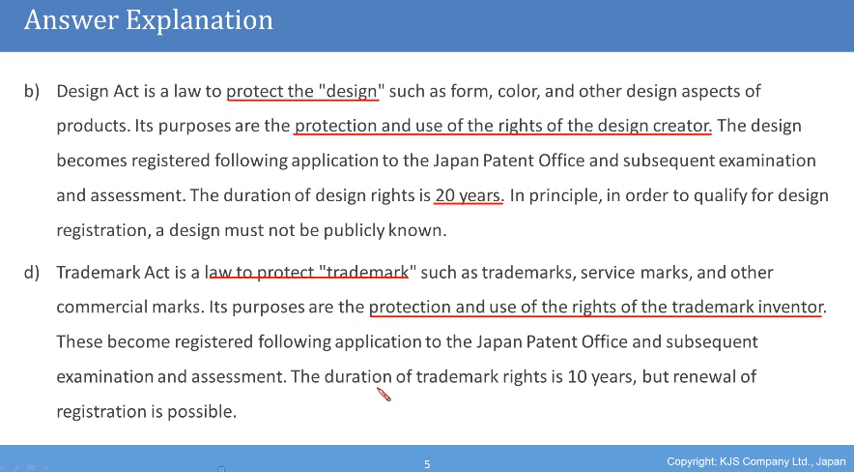 Answer Explanation
b) Design Act is a law to protect the "design" such as form, color, and other design aspects of
products. Its purposes are the protection and use of the rights of the design creator. The design
becomes registered following application to the Japan Patent Office and subsequent examination
and assessment. The duration of design rights is 20 years. In principle, in order to qualify for design
registration, a design must not be publicly known.
d) Trademark Act is a law to protect "trademark" such as trademarks, service marks, and other
commercial marks. Its purposes are the protection and use of the rights of the trademark inventor.
These become registered following application to the Japan Patent Office and subsequent
examination and assessment. The duration of trademark rights is 10 years, but renewal of
registration is possible.
5
Copyright: KJS Company Ltd., Japan